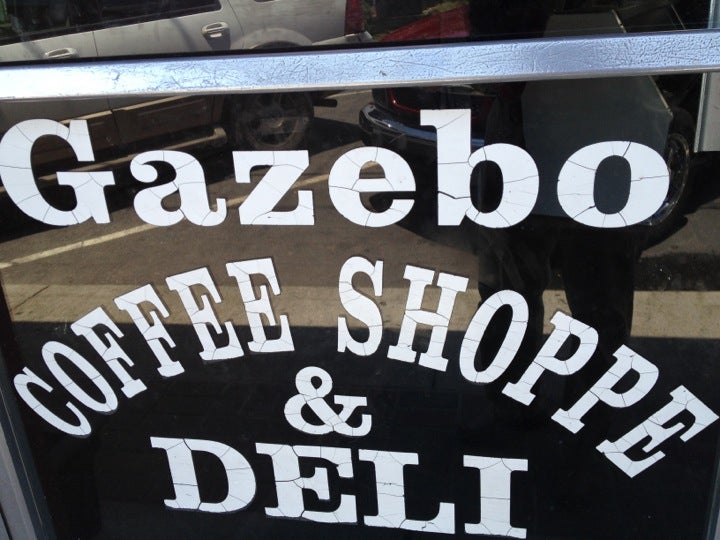 Gazebo
COFFEE SHOPPE
&
DELI